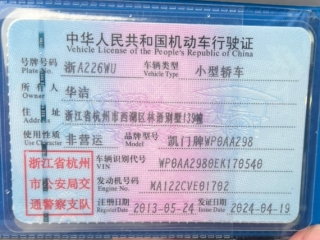 中华人民共和国机动车行驶证
Vehicle License of the People's Republic of China
号牌号码 浙A226WU 车辆类型 小型轿车
Plate No. Vehicle Type
所有人 华洁
Owner
住址 浙江省杭州市西湖区林语别墅139幢
Address
使用性质 非营运 品牌型号 凯门牌WP0AA298
Use Character Model
浙江省杭州
市公安局交
通警察支队
车辆识别代号 WP0AA2980EK170540
VIN
发动机号码 MA122CVE01702
Engine No.
注册日期 2013-05-24 发证日期 2024-04-19
Register Date Issue Date